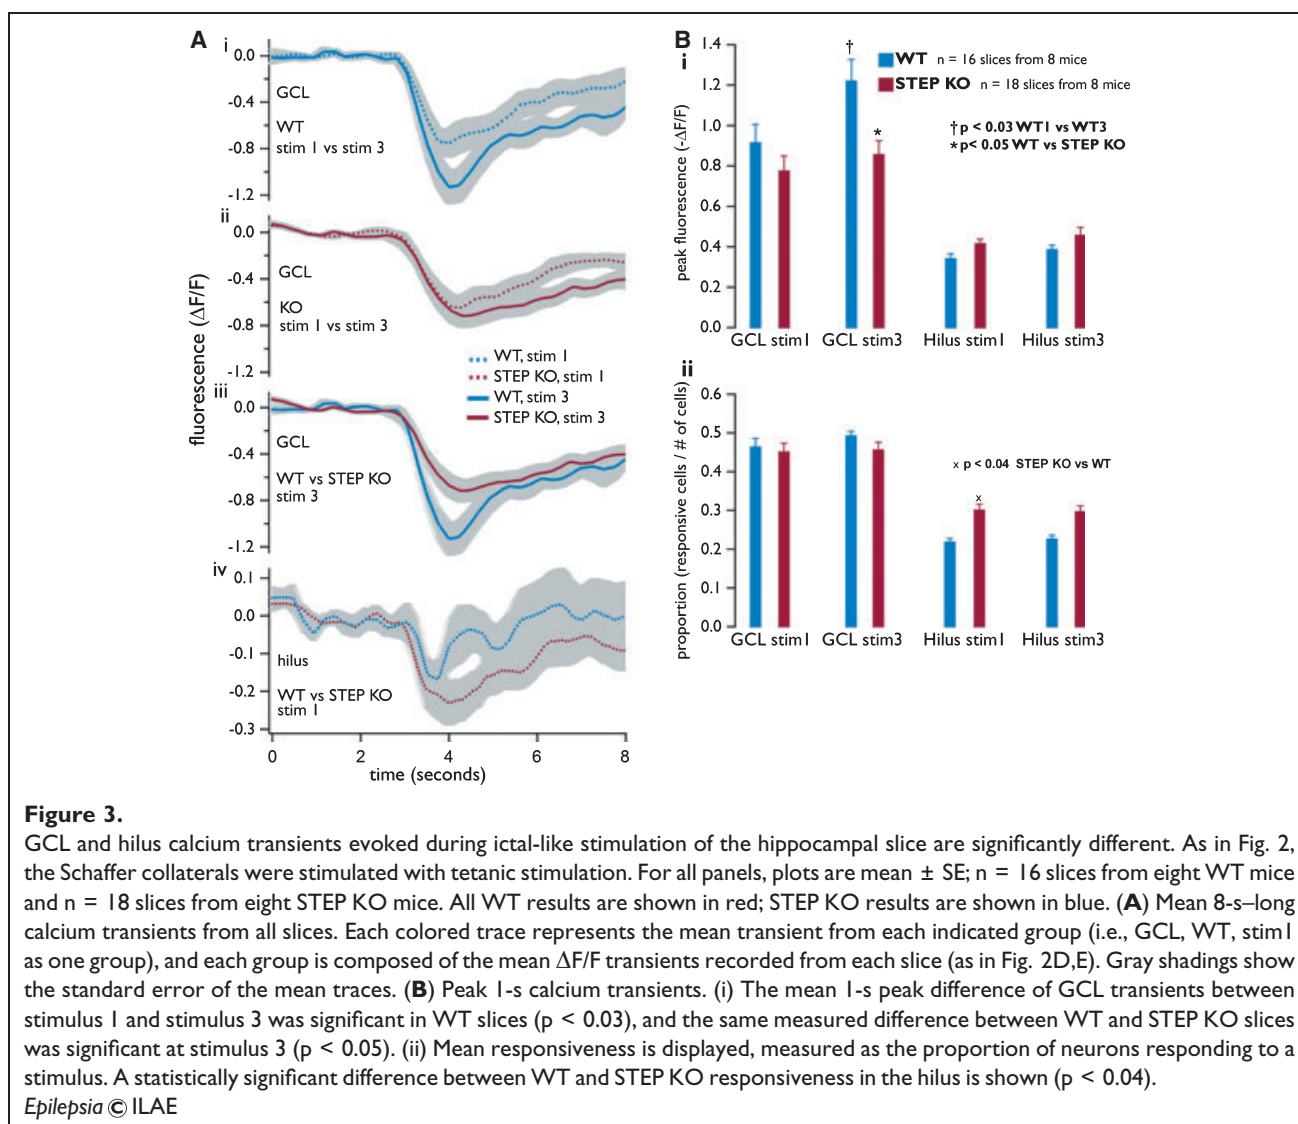 A
i
0.0
-0.4
-0.8
-1.2
GCL
WT
stim 1 vs stim 3
ii
0.0
-0.4
-0.8
-1.2
GCL
KO
stim 1 vs stim 3
fluorescence (ΔF/F)
WT, stim 1
STEP KO, stim 1
WT, stim 3
STEP KO, stim 3
iii
0.0
-0.4
-0.8
-1.2
GCL
WT vs STEP KO
stim 3
iv
0.1
0.0
-0.1
-0.2
-0.3
hilus
WT vs STEP KO
stim 1
0 2 4 6 8
time (seconds)
B
i
1.4
1.2
1.0
0.8
0.6
0.4
0.2
0.0
peak fluorescence (-ΔF/F)
†
*
WT n = 16 slices from 8 mice
STEP KO n = 18 slices from 8 mice
† p < 0.03 WT1 vs WT3
* p< 0.05 WT vs STEP KO
GCL stim1 GCL stim3 Hilus stim1 Hilus stim3
ii
0.6
0.5
0.4
0.3
0.2
0.1
0.0
proportion (responsive cells / # of cells)
x p < 0.04 STEP KO vs WT
x
GCL stim1 GCL stim3 Hilus stim1 Hilus stim3
Figure 3.
GCL and hilus calcium transients evoked during ictal-like stimulation of the hippocampal slice are significantly different. As in Fig. 2,
the Schaffer collaterals were stimulated with tetanic stimulation. For all panels, plots are mean ± SE; n = 16 slices from eight WT mice
and n = 18 slices from eight STEP KO mice. All WT results are shown in red; STEP KO results are shown in blue. (A) Mean 8-s–long
calcium transients from all slices. Each colored trace represents the mean transient from each indicated group (i.e., GCL, WT, stim1
as one group), and each group is composed of the mean ΔF/F transients recorded from each slice (as in Fig. 2D,E). Gray shadings show
the standard error of the mean traces. (B) Peak 1-s calcium transients. (i) The mean 1-s peak difference of GCL transients between
stimulus 1 and stimulus 3 was significant in WT slices (p < 0.03), and the same measured difference between WT and STEP KO slices
was significant at stimulus 3 (p < 0.05). (ii) Mean responsiveness is displayed, measured as the proportion of neurons responding to a
stimulus. A statistically significant difference between WT and STEP KO responsiveness in the hilus is shown (p < 0.04).
Epilepsia © ILAE